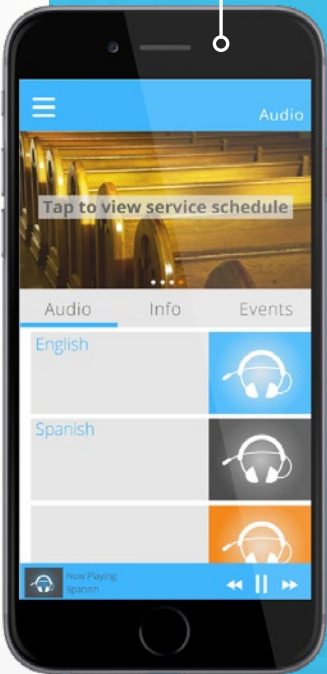 Audio
Tap to view service schedule
Audio Info Events
English
Spanish
Now Playing:
Spanish